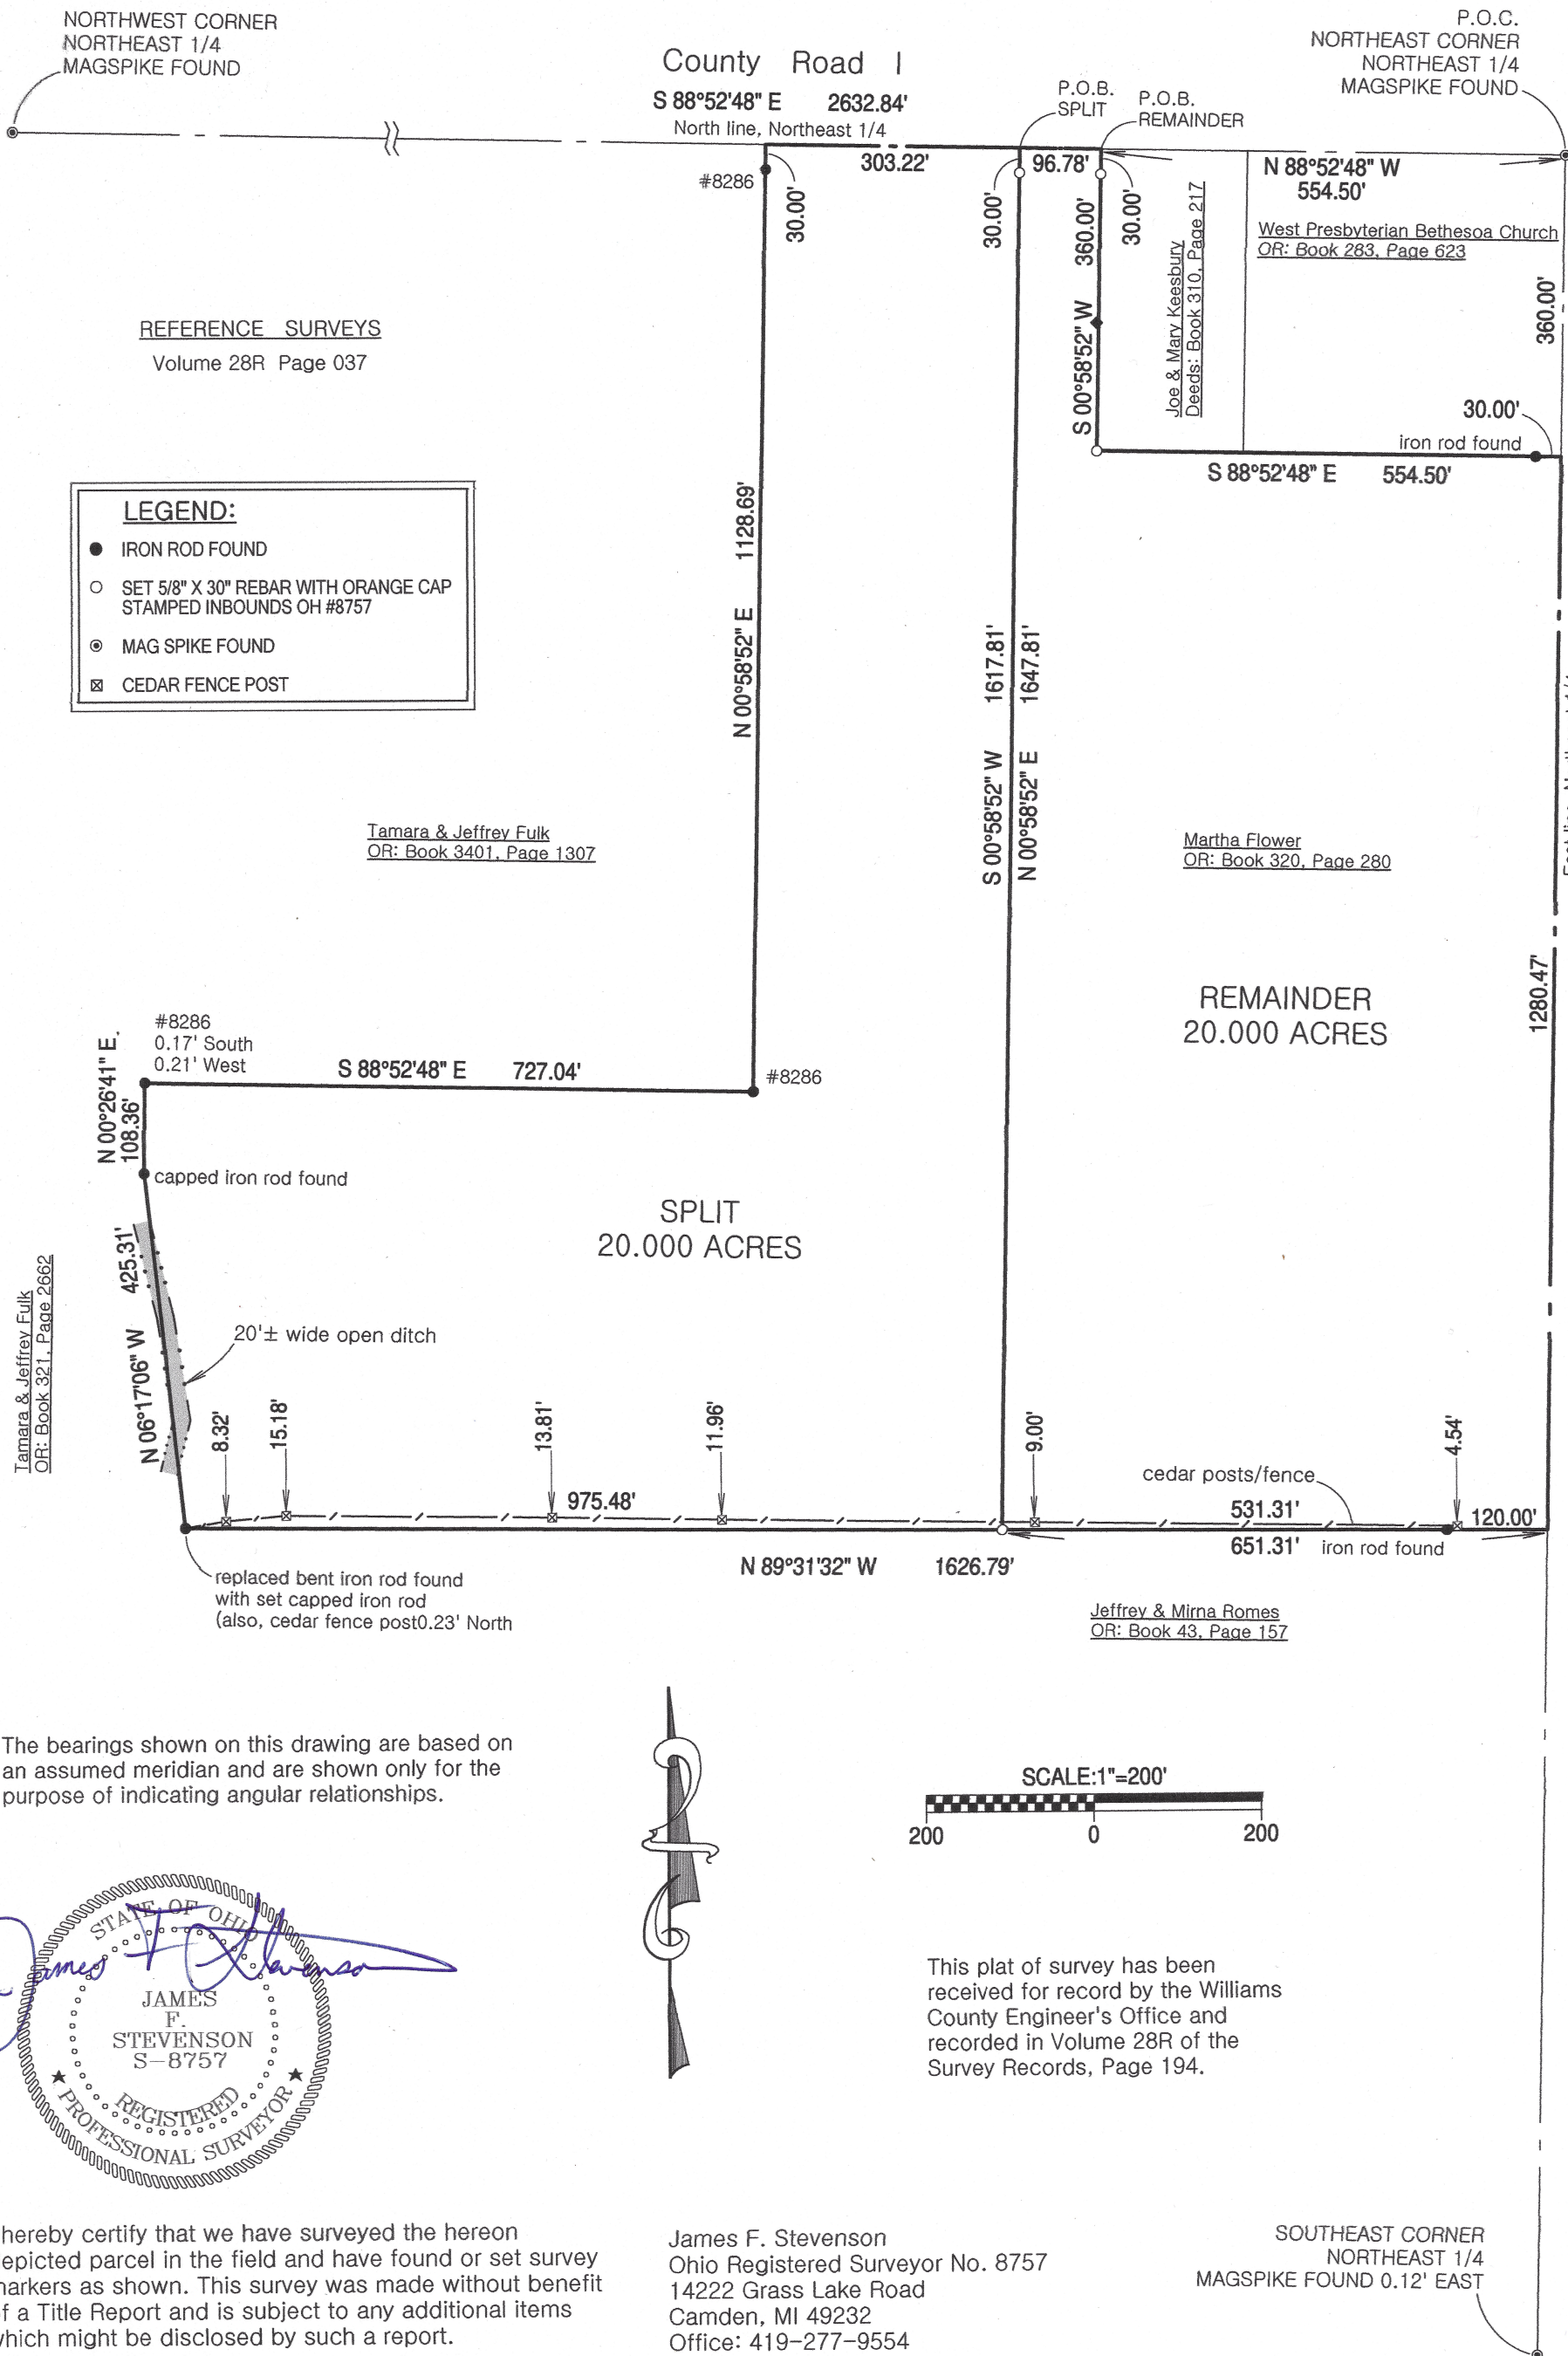 NORTHWEST CORNER
NORTHEAST 1/4
MAGSPIKE FOUND
County Road I
S 88°52'48" E 2632.84'
North line, Northeast 1/4
P.O.C.
NORTHEAST CORNER
NORTHEAST 1/4
MAGSPIKE FOUND
P.O.B.
SPLIT
P.O.B.
REMAINDER
#8286
303.22'
96.78'
30.00'
30.00'
360.00'
S 00°58'52" W
30.00'
N 88°52'48" W
554.50'
Joe & Mary Keesbury
Deeds: Book 310, Page 217
West Presbyterian Bethesoa Church
OR: Book 283, Page 623
360.00'
30.00'
iron rod found
S 88°52'48" E 554.50'
REFERENCE SURVEYS
Volume 28R Page 037
LEGEND:
IRON ROD FOUND
SET 5/8" X 30" REBAR WITH ORANGE CAP
STAMPED INBOUNDS OH #8757
MAG SPIKE FOUND
CEDAR FENCE POST
N 00°58'52" E 1128.69'
S 00°58'52" W 1617.81'
N 00°58'52" E 1647.81'
Tamara & Jeffrey Fulk
OR: Book 3401, Page 1307
Martha Flower
OR: Book 320, Page 280
REMAINDER
20.000 ACRES
1280.47'
#8286
0.17' South
0.21' West
N 00°26'41" E
108.36'
S 88°52'48" E 727.04'
#8286
capped iron rod found
SPLIT
20.000 ACRES
N 06°17'06" W 425.31'
Tamara & Jeffrey Fulk
OR: Book 321, Page 2662
20'± wide open ditch
8.32'
15.18'
13.81'
11.96'
9.00'
4.54'
cedar posts/fence
975.48'
531.31'
120.00'
651.31'
iron rod found
N 89°31'32" W 1626.79'
replaced bent iron rod found
with set capped iron rod
(also, cedar fence post0.23' North
Jeffrey & Mirna Romes
OR: Book 43, Page 157
The bearings shown on this drawing are based on
an assumed meridian and are shown only for the
purpose of indicating angular relationships.
SCALE:1"=200'
200 0 200
STATE OF OHIO
James F Stevenson
JAMES
F.
STEVENSON
S-8757
REGISTERED
PROFESSIONAL SURVEYOR
This plat of survey has been
received for record by the Williams
County Engineer's Office and
recorded in Volume 28R of the
Survey Records, Page 194.
hereby certify that we have surveyed the hereon
epicted parcel in the field and have found or set survey
arkers as shown. This survey was made without benefit
f a Title Report and is subject to any additional items
hich might be disclosed by such a report.
James F. Stevenson
Ohio Registered Surveyor No. 8757
14222 Grass Lake Road
Camden, MI 49232
Office: 419-277-9554
SOUTHEAST CORNER
NORTHEAST 1/4
MAGSPIKE FOUND 0.12' EAST